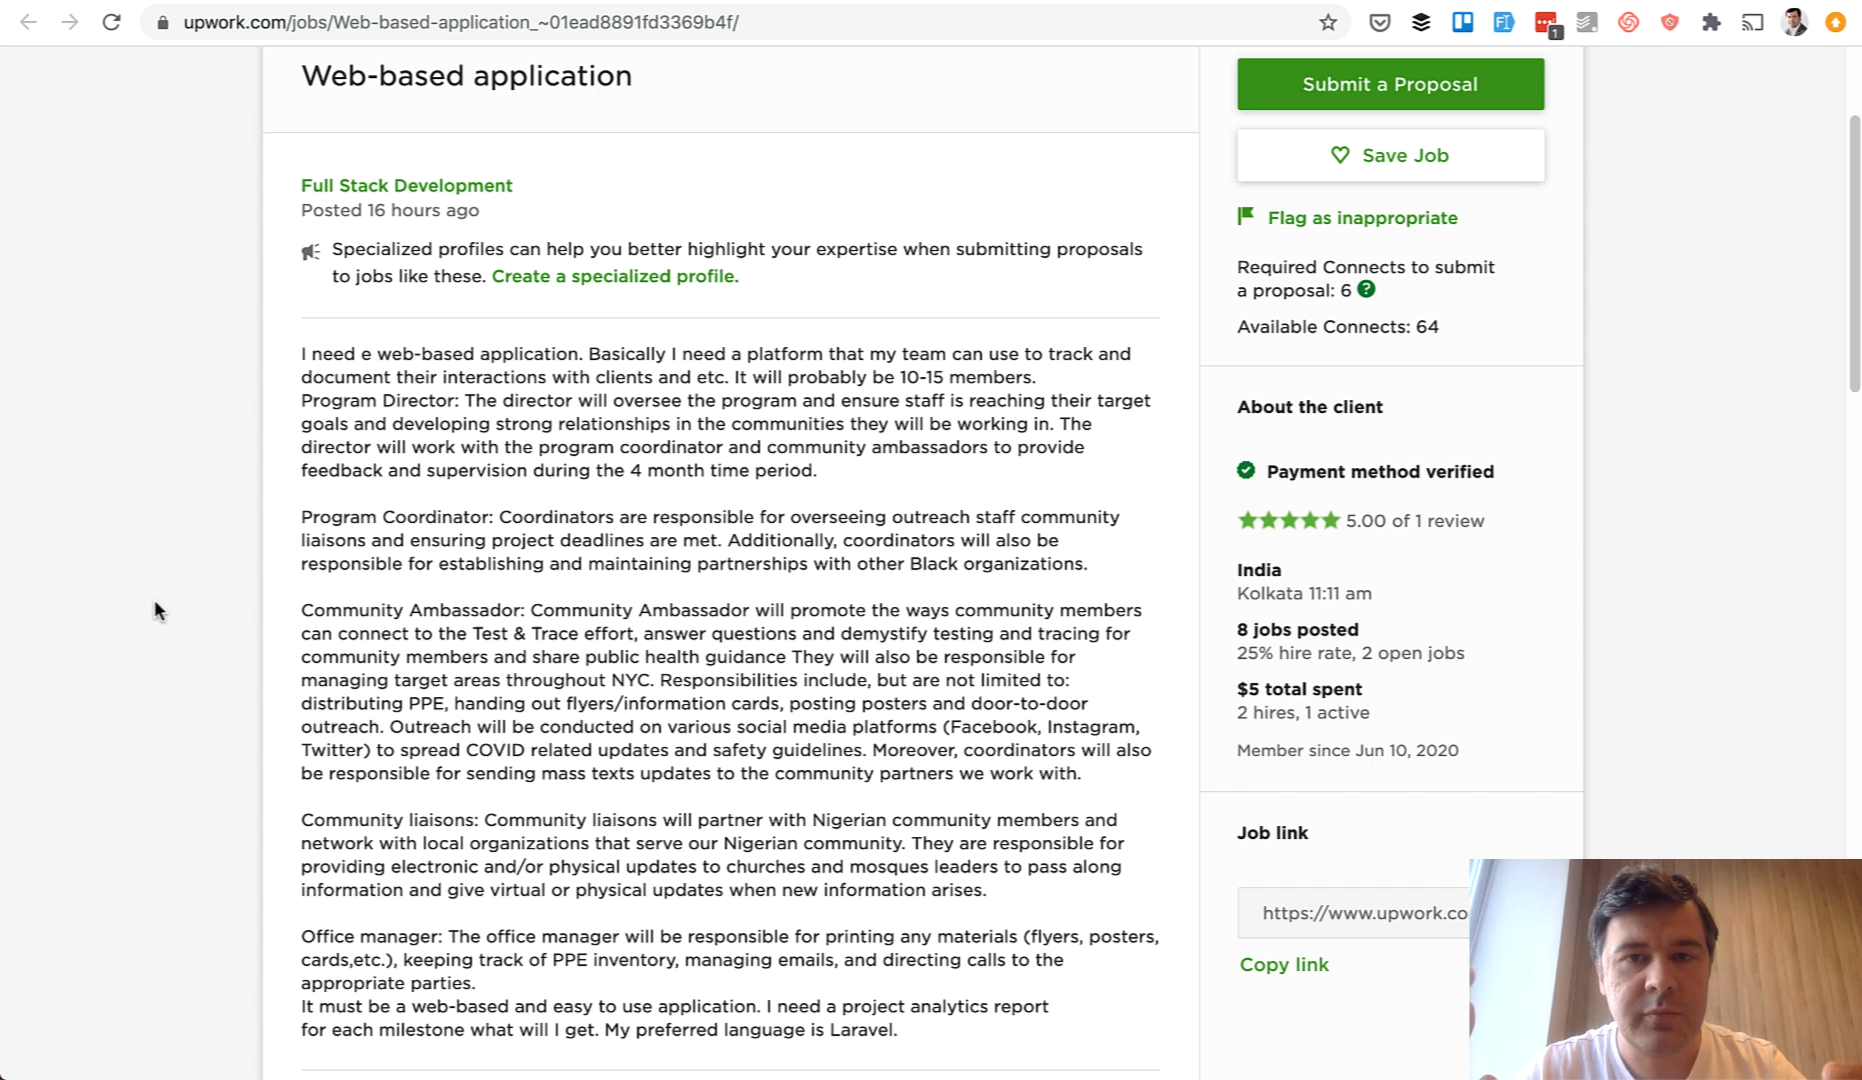 upwork.com/jobs/Web-based-application_~01ead8891fd3369b4f/
1
Web-based application
Full Stack Development
Posted 16 hours ago
Specialized profiles can help you better highlight your expertise when submitting proposals
to jobs like these. Create a specialized profile.
I need e web-based application. Basically I need a platform that my team can use to track and
document their interactions with clients and etc. It will probably be 10-15 members.
Program Director: The director will oversee the program and ensure staff is reaching their target
goals and developing strong relationships in the communities they will be working in. The
director will work with the program coordinator and community ambassadors to provide
feedback and supervision during the 4 month time period.
Program Coordinator: Coordinators are responsible for overseeing outreach staff community
liaisons and ensuring project deadlines are met. Additionally, coordinators will also be
responsible for establishing and maintaining partnerships with other Black organizations.
Community Ambassador: Community Ambassador will promote the ways community members
can connect to the Test & Trace effort, answer questions and demystify testing and tracing for
community members and share public health guidance They will also be responsible for
managing target areas throughout NYC. Responsibilities include, but are not limited to:
distributing PPE, handing out flyers/information cards, posting posters and door-to-door
outreach. Outreach will be conducted on various social media platforms (Facebook, Instagram,
Twitter) to spread COVID related updates and safety guidelines. Moreover, coordinators will also
be responsible for sending mass texts updates to the community partners we work with.
Community liaisons: Community liaisons will partner with Nigerian community members and
network with local organizations that serve our Nigerian community. They are responsible for
providing electronic and/or physical updates to churches and mosques leaders to pass along
information and give virtual or physical updates when new information arises.
Office manager: The office manager will be responsible for printing any materials (flyers, posters,
cards,etc.), keeping track of PPE inventory, managing emails, and directing calls to the
appropriate parties.
It must be a web-based and easy to use application. I need a project analytics report
for each milestone what will I get. My preferred language is Laravel.
Submit a Proposal
Save Job
Flag as inappropriate
Required Connects to submit
a proposal: 6 ?
Available Connects: 64
About the client
Payment method verified
5.00 of 1 review
India
Kolkata 11:11 am
8 jobs posted
25% hire rate, 2 open jobs
$5 total spent
2 hires, 1 active
Member since Jun 10, 2020
Job link
https://www.upwork.co
Copy link